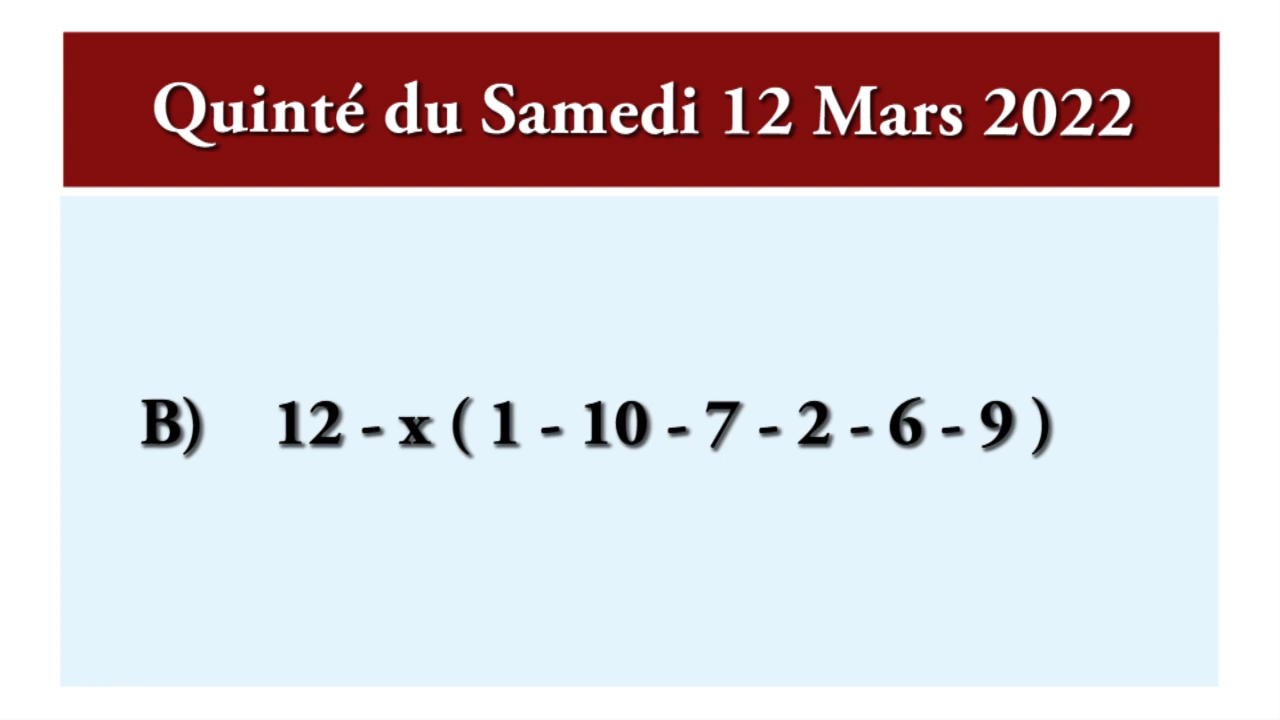 Quinté du Samedi 12 Mars 2022
B) 12 - x ( 1 - 10 - 7 - 2 - 6 - 9 )